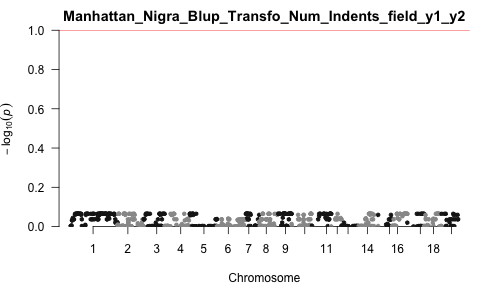 Manhattan_Nigra_Blup_Transfo_Num_Indents_field_y1_y2
1.0
0.8
0.6
0.4
0.2
0.0
− log10(p)
1 2 3 4 5 6 7 8 9 11 14 16 18
Chromosome